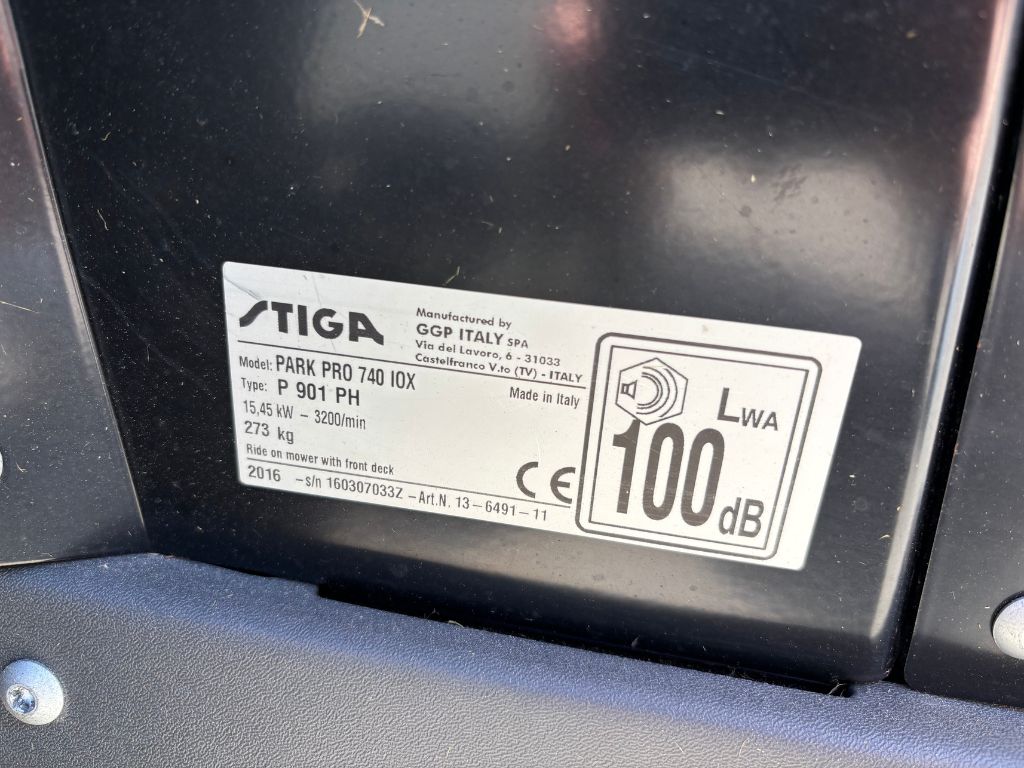 STIGA
Manufactured by
GGP ITALY SPA
Via del Lavoro, 6 - 31033
Castelfranco V.to (TV) - ITALY
Model: PARK PRO 740 IOX
Type: P 901 PH
Made in Italy
15,45 kW - 3200/min
273 kg
Ride on mower with front deck
2016 -s/n 160307033Z -Art.N. 13-6491-11
CE
LWA
100 dB